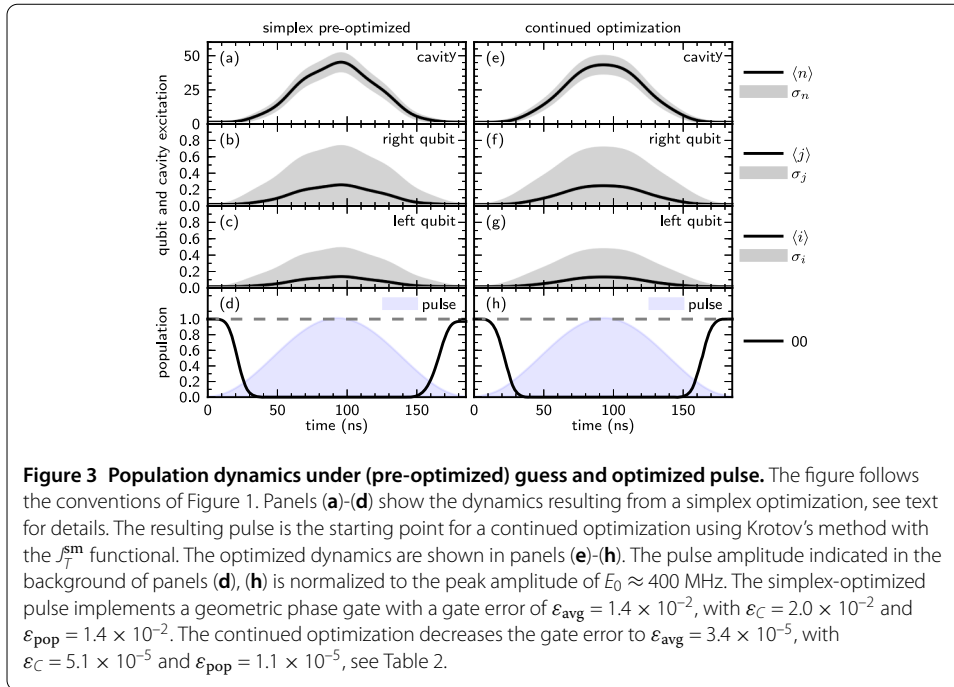 simplex pre-optimized
continued optimization
qubit and cavity excitation
population
50
25
0
(a)
cavity
(e)
cavity
⟨n⟩
σn
0.8
0.6
0.4
0.2
0.0
(b)
right qubit
(f)
right qubit
⟨j⟩
σj
0.8
0.6
0.4
0.2
0.0
(c)
left qubit
(g)
left qubit
⟨i⟩
σi
1.0
0.8
0.6
0.4
0.2
0.0
(d)
pulse
(h)
pulse
00
0 50 100 150
0 50 100 150
time (ns)
time (ns)
Figure 3 Population dynamics under (pre-optimized) guess and optimized pulse. The figure follows
the conventions of Figure 1. Panels (a)-(d) show the dynamics resulting from a simplex optimization, see text
for details. The resulting pulse is the starting point for a continued optimization using Krotov's method with
the J_T^sm functional. The optimized dynamics are shown in panels (e)-(h). The pulse amplitude indicated in the
background of panels (d), (h) is normalized to the peak amplitude of E₀ ≈ 400 MHz. The simplex-optimized
pulse implements a geometric phase gate with a gate error of ε_avg = 1.4 × 10⁻², with ε_C = 2.0 × 10⁻² and
ε_pop = 1.4 × 10⁻². The continued optimization decreases the gate error to ε_avg = 3.4 × 10⁻⁵, with
ε_C = 5.1 × 10⁻⁵ and ε_pop = 1.1 × 10⁻⁵, see Table 2.